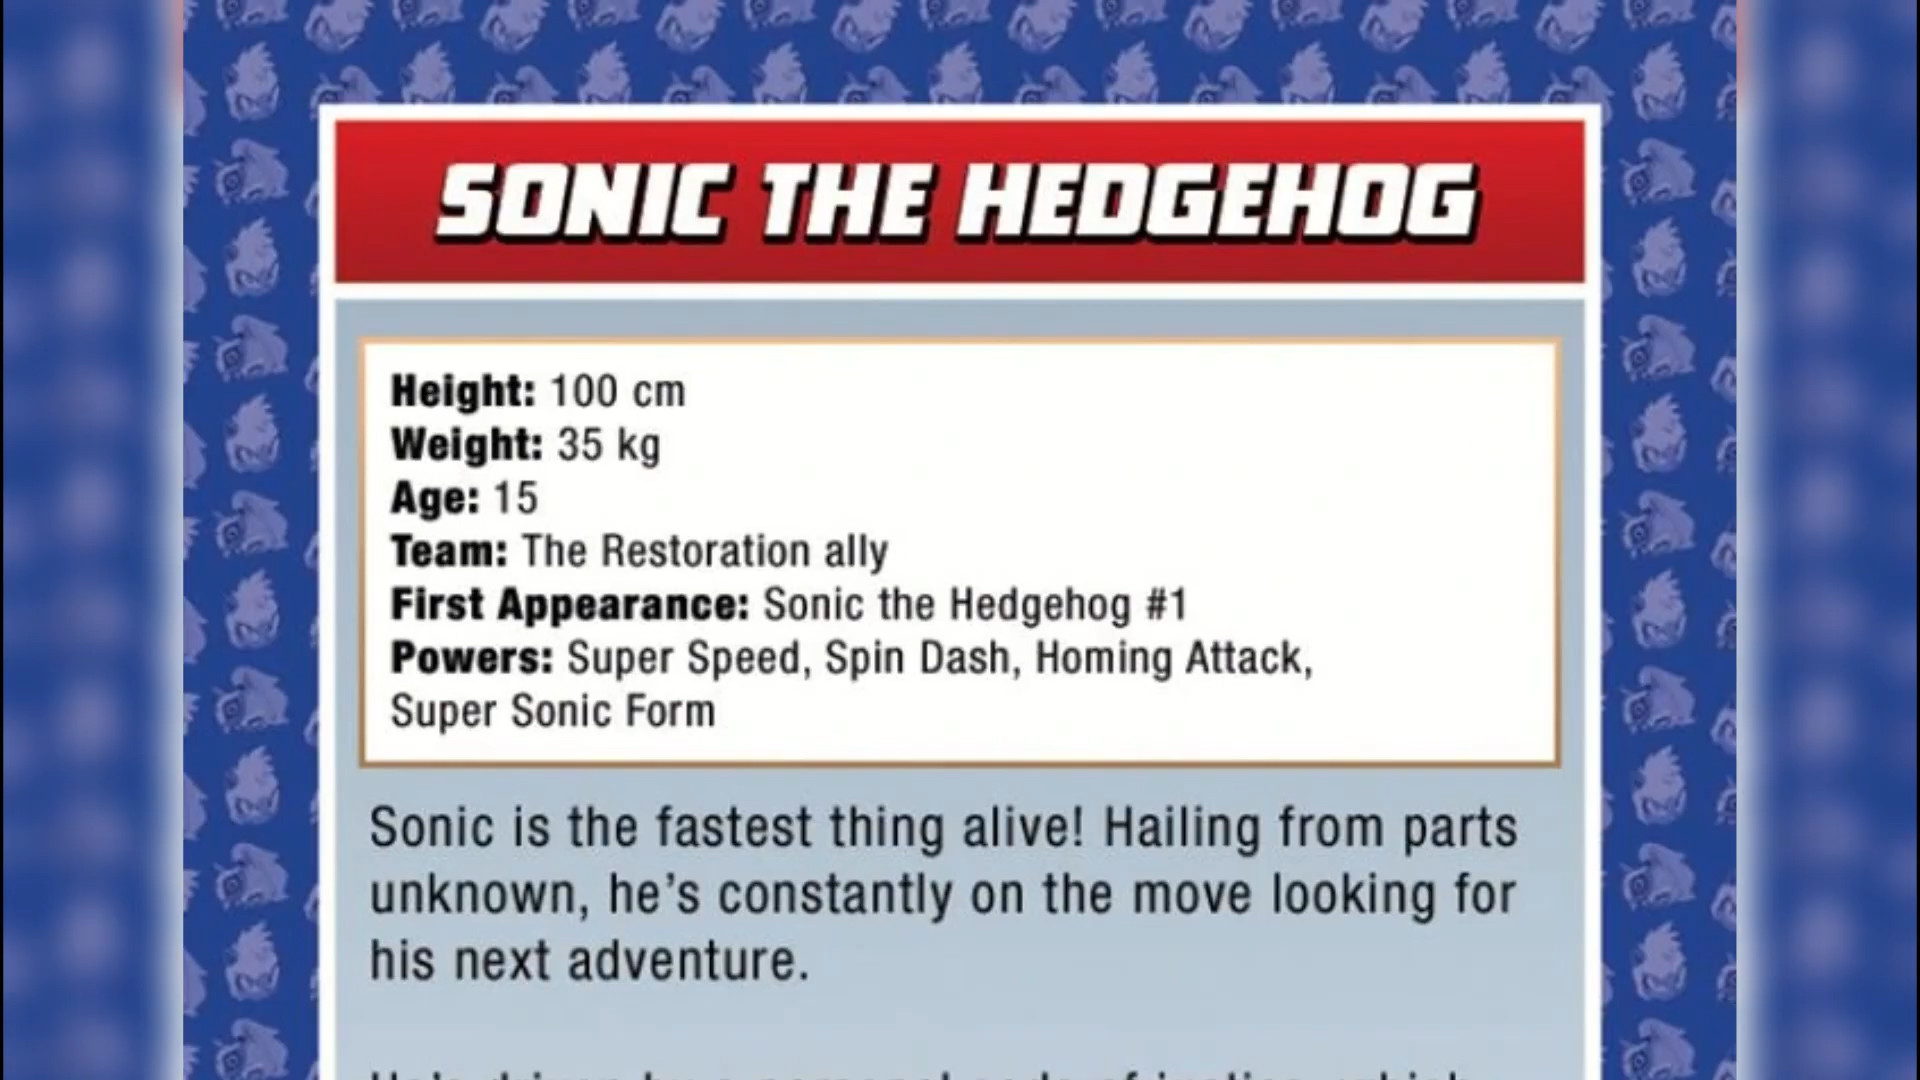 SONIC THE HEDGEHOG
Height: 100 cm
Weight: 35 kg
Age: 15
Team: The Restoration ally
First Appearance: Sonic the Hedgehog #1
Powers: Super Speed, Spin Dash, Homing Attack,
Super Sonic Form
Sonic is the fastest thing alive! Hailing from parts
unknown, he's constantly on the move looking for
his next adventure.